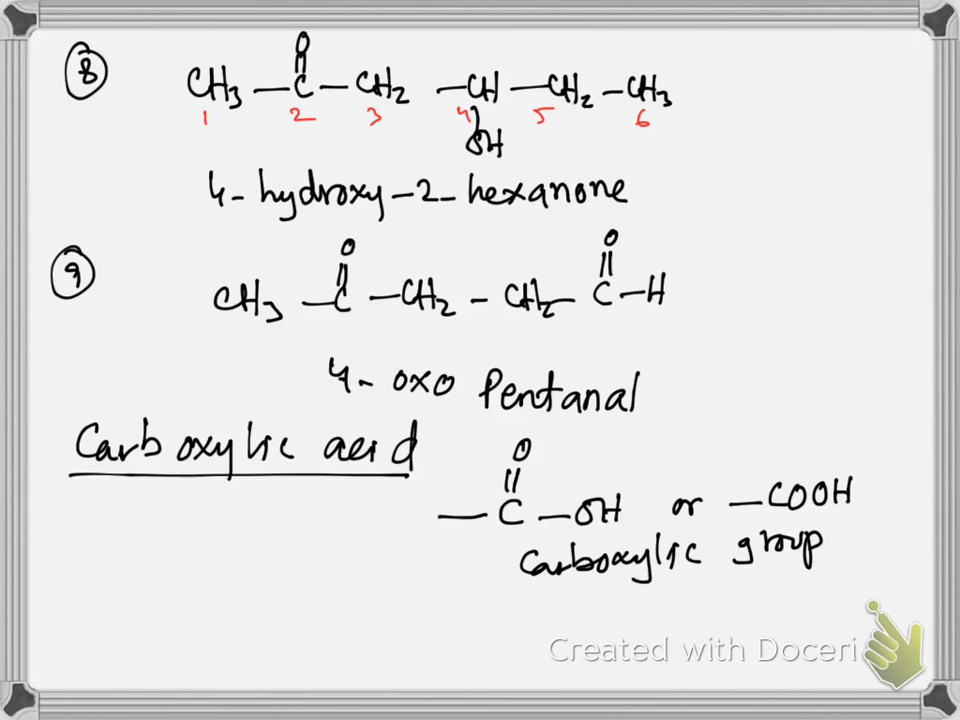 8
O
CH3 — C — CH2 — CH — CH2 — CH3
1 2 3 4 5 6
OH
4-hydroxy-2-hexanone
9
O O
CH3 — C — CH2 — CH2 — C — H
4-oxo Pentanal
Carboxylic acid
O
— C — OH or — COOH
Carboxylic group
Created with Doceri